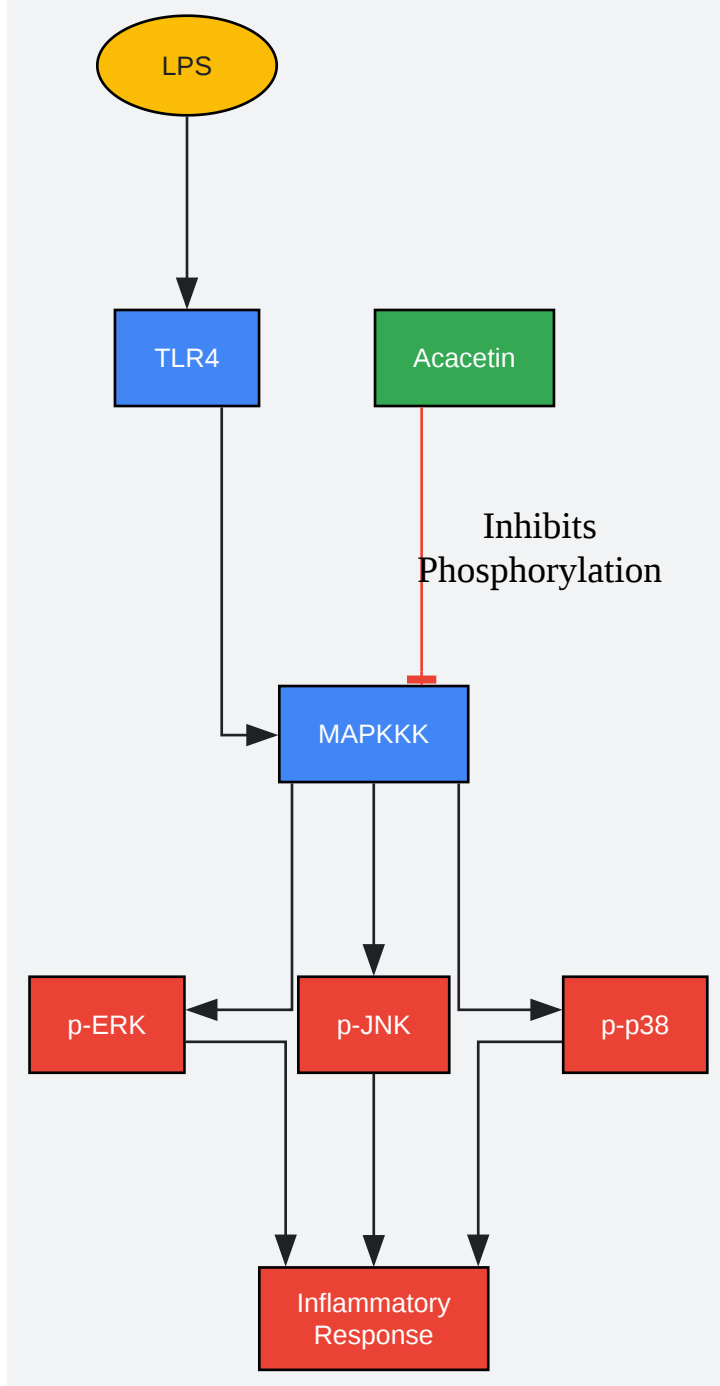 LPS
TLR4
Acacetin
Inhibits
Phosphorylation
MAPKKK
p-ERK
p-JNK
p-p38
Inflammatory
Response